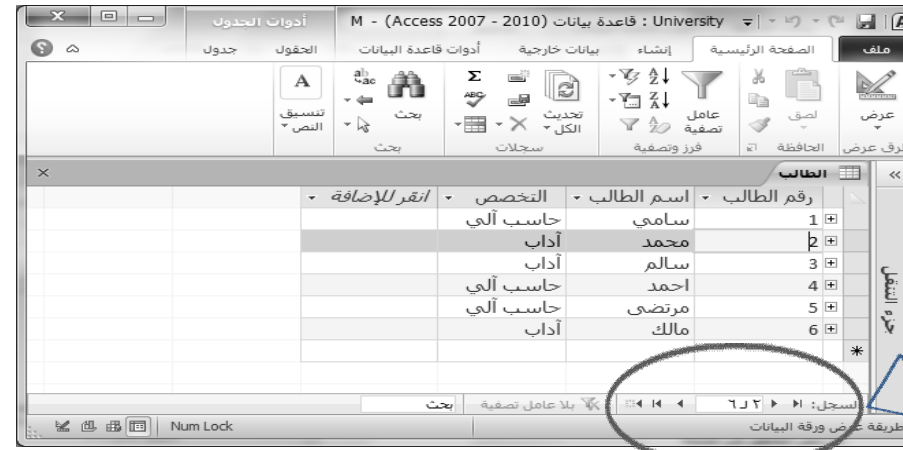 University : قاعدة بيانات (Access 2007 - 2010) - M أدوات الجدول
ملف الصفحة الرئيسية إنشاء بيانات خارجية أدوات قاعدة البيانات الحقول جدول
عرض لصق عامل تصفية تحديث الكل بحث تنسيق النص
طرق عرض الحافظة فرز وتصفية سجلات بحث
الطالب
رقم الطالب اسم الطالب التخصص انقر للإضافة
1 سامي حاسب آلي
2 محمد آداب
3 سالم آداب
4 احمد حاسب آلي
5 مرتضى حاسب آلي
6 مالك آداب
جزء التنقل
السجل: ٢ لـ ٦ بلا عامل تصفية بحث
طريقة عرض ورقة البيانات Num Lock